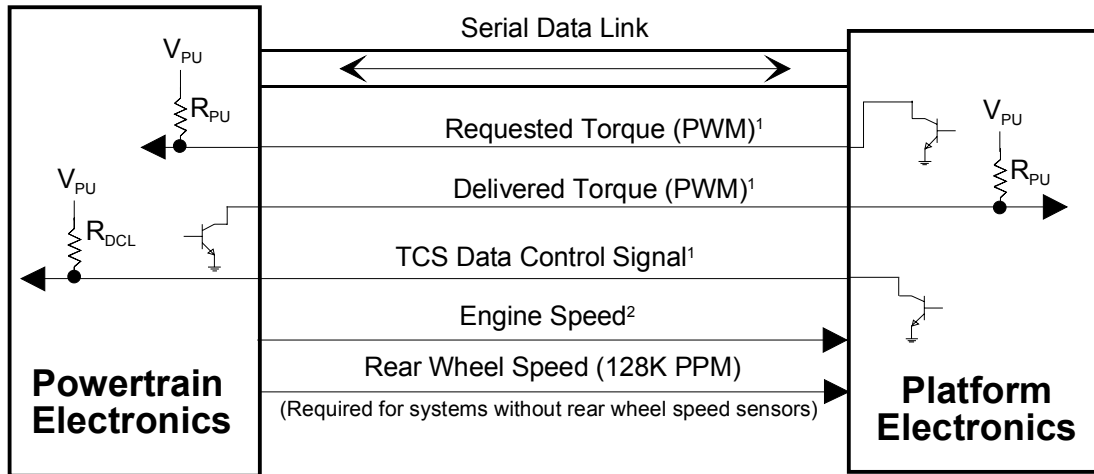 Serial Data Link
V_PU
R_PU
Requested Torque (PWM)¹
V_PU
R_PU
Delivered Torque (PWM)¹
V_PU
R_DCL
TCS Data Control Signal¹
Engine Speed²
Rear Wheel Speed (128K PPM)
(Required for systems without rear wheel speed sensors)
Powertrain
Electronics
Platform
Electronics